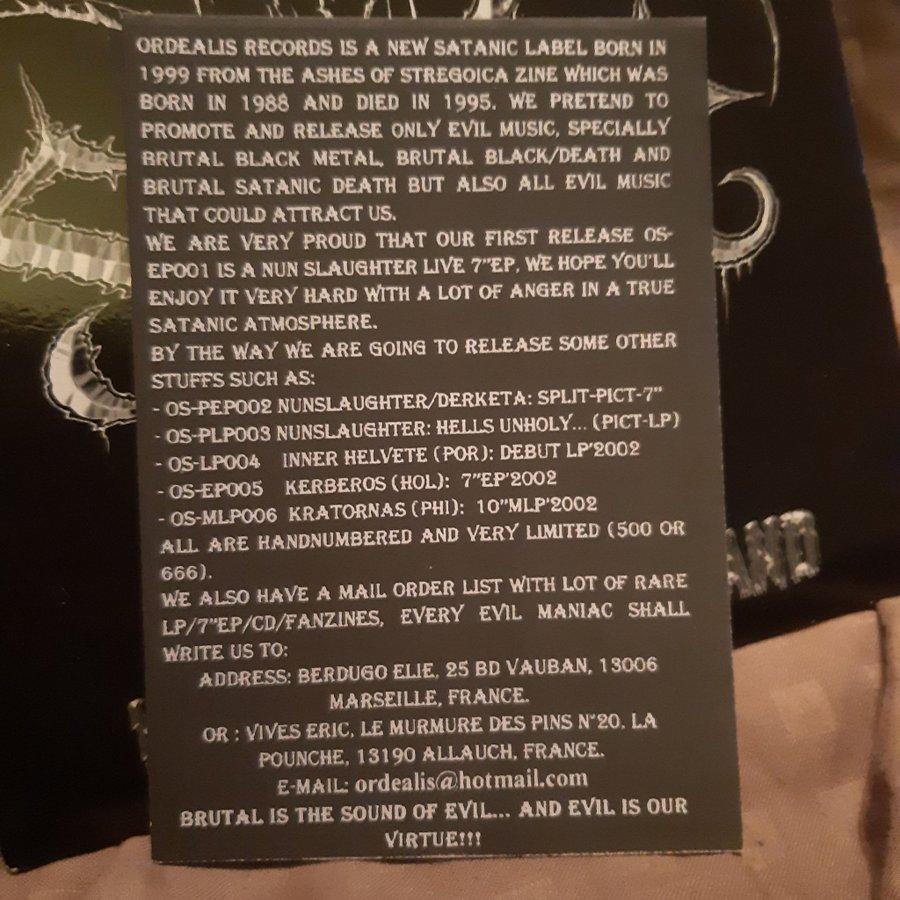 ORDEALIS RECORDS IS A NEW SATANIC LABEL BORN IN
1999 FROM THE ASHES OF STREGOICA ZINE WHICH WAS
BORN IN 1988 AND DIED IN 1995. WE PRETEND TO
PROMOTE AND RELEASE ONLY EVIL MUSIC, SPECIALLY
BRUTAL BLACK METAL, BRUTAL BLACK/DEATH AND
BRUTAL SATANIC DEATH BUT ALSO ALL EVIL MUSIC
THAT COULD ATTRACT US.
WE ARE VERY PROUD THAT OUR FIRST RELEASE OS-
EP001 IS A NUN SLAUGHTER LIVE 7"EP, WE HOPE YOU'LL
ENJOY IT VERY HARD WITH A LOT OF ANGER IN A TRUE
SATANIC ATMOSPHERE.
BY THE WAY WE ARE GOING TO RELEASE SOME OTHER
STUFFS SUCH AS:
- OS-PEP002 NUNSLAUGHTER/DERKETA: SPLIT-PICT-7"
- OS-PLP003 NUNSLAUGHTER: HELLS UNHOLY... (PICT-LP)
- OS-LP004 INNER HELVETE (POR): DEBUT LP'2002
- OS-EP005 KERBEROS (HOL): 7"EP'2002
- OS-MLP006 KRATORNAS (PHI): 10"MLP'2002
ALL ARE HANDNUMBERED AND VERY LIMITED (500 OR
666).
WE ALSO HAVE A MAIL ORDER LIST WITH LOT OF RARE
LP/7"EP/CD/FANZINES, EVERY EVIL MANIAC SHALL
WRITE US TO:
ADDRESS: BERDUGO ELIE, 25 BD VAUBAN, 13006
MARSEILLE, FRANCE.
OR : VIVES ERIC, LE MURMURE DES PINS N°20. LA
POUNCHE, 13190 ALLAUCH, FRANCE.
E-MAIL: ordealis@hotmail.com
BRUTAL IS THE SOUND OF EVIL... AND EVIL IS OUR
VIRTUE!!!